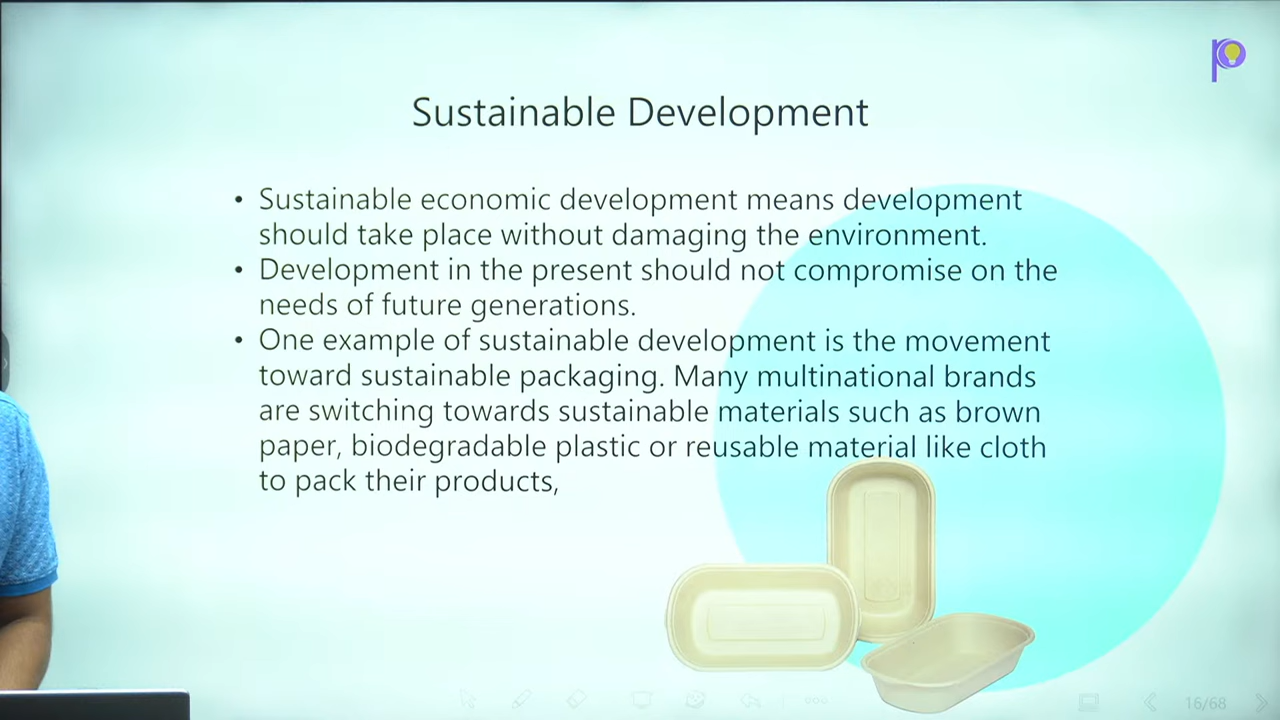 Sustainable Development
• Sustainable economic development means development
should take place without damaging the environment.
• Development in the present should not compromise on the
needs of future generations.
• One example of sustainable development is the movement
toward sustainable packaging. Many multinational brands
are switching towards sustainable materials such as brown
paper, biodegradable plastic or reusable material like cloth
to pack their products,
16/68